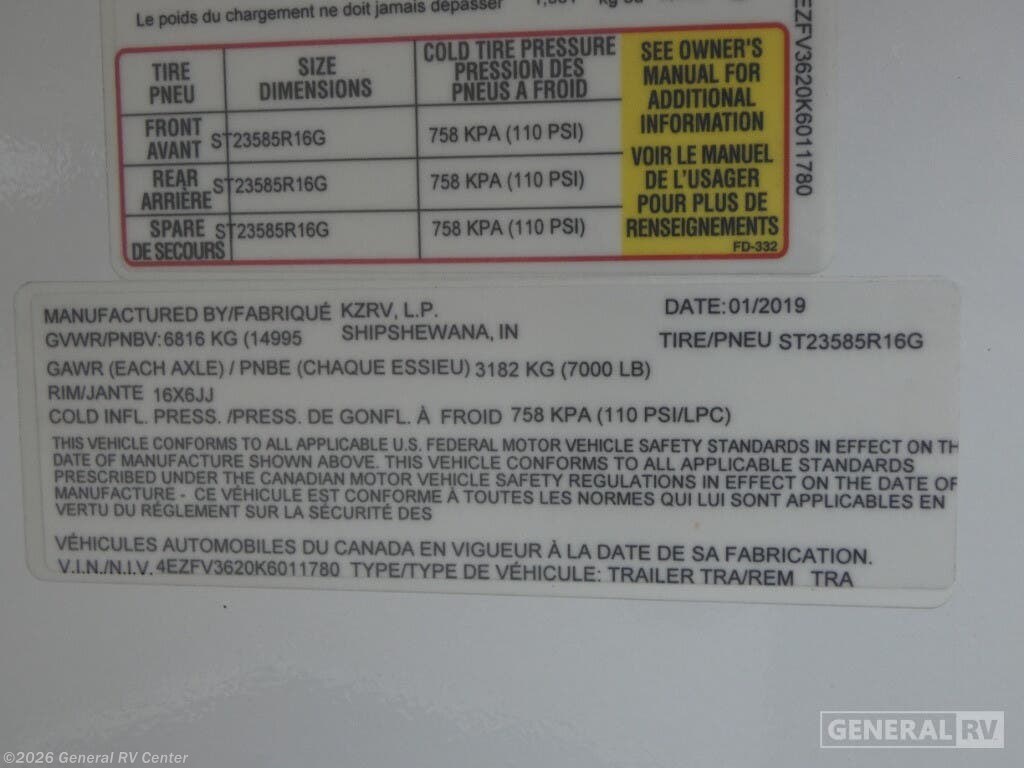 Le poids du chargement ne doit jamais dépasser
TIRE PNEU SIZE DIMENSIONS COLD TIRE PRESSURE PRESSION DES PNEUS A FROID
FRONT AVANT ST23585R16G 758 KPA (110 PSI)
REAR ARRIÈRE ST23585R16G 758 KPA (110 PSI)
SPARE DE SECOURS ST23585R16G 758 KPA (110 PSI)
SEE OWNER'S
MANUAL FOR
ADDITIONAL
INFORMATION
VOIR LE MANUEL
DE L'USAGER
POUR PLUS DE
RENSEIGNEMENTS
FD-332
EZFV3620K6011780
MANUFACTURED BY/FABRIQUÉ KZRV, L.P. DATE:01/2019
GVWR/PNBV:6816 KG (14995 SHIPSHEWANA, IN TIRE/PNEU ST23585R16G
GAWR (EACH AXLE) / PNBE (CHAQUE ESSIEU) 3182 KG (7000 LB)
RIM/JANTE 16X6JJ
COLD INFL. PRESS. /PRESS. DE GONFL. À FROID 758 KPA (110 PSI/LPC)
THIS VEHICLE CONFORMS TO ALL APPLICABLE U.S. FEDERAL MOTOR VEHICLE SAFETY STANDARDS IN EFFECT ON TH
DATE OF MANUFACTURE SHOWN ABOVE. THIS VEHICLE CONFORMS TO ALL APPLICABLE STANDARDS
PRESCRIBED UNDER THE CANADIAN MOTOR VEHICLE SAFETY REGULATIONS IN EFFECT ON THE DATE OF
MANUFACTURE - CE VÉHICULE EST CONFORME À TOUTES LES NORMES QUI LUI SONT APPLICABLES EN
VERTU DU RÉGLEMENT SUR LA SÉCURITÉ DES
VÉHICULES AUTOMOBILES DU CANADA EN VIGUEUR À LA DATE DE SA FABRICATION.
V.I.N./N.I.V. 4EZFV3620K6011780 TYPE/TYPE DE VÉHICULE: TRAILER TRA/REM TRA
GENERAL RV
©2026 General RV Center